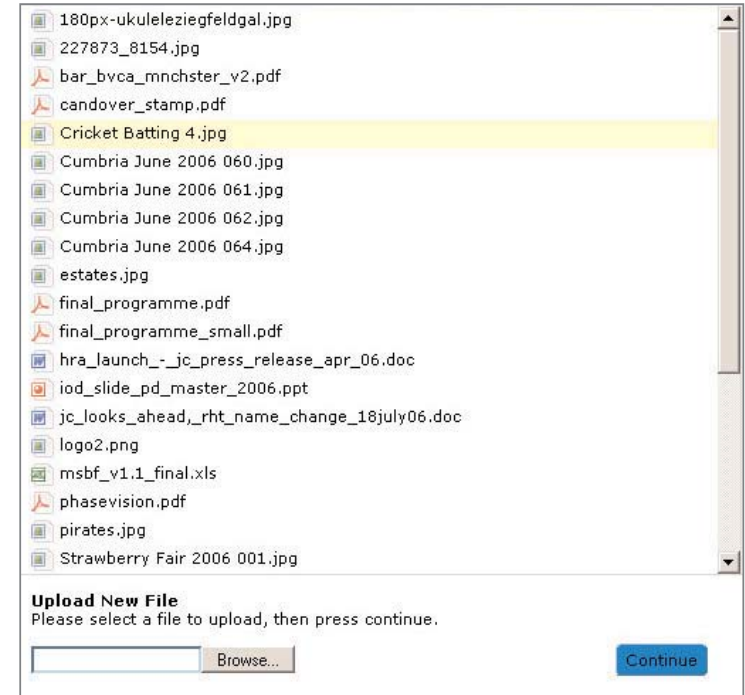 180px-ukuleleziegfeldgal.jpg
227873_8154.jpg
bar_bvca_mnchster_v2.pdf
candover_stamp.pdf
Cricket Batting 4.jpg
Cumbria June 2006 060.jpg
Cumbria June 2006 061.jpg
Cumbria June 2006 062.jpg
Cumbria June 2006 064.jpg
estates.jpg
final_programme.pdf
final_programme_small.pdf
hra_launch_-_jc_press_release_apr_06.doc
iod_slide_pd_master_2006.ppt
jc_looks_ahead,_rht_name_change_18july06.doc
logo2.png
msbf_v1.1_final.xls
phasevision.pdf
pirates.jpg
Strawberry Fair 2006 001.jpg
Upload New File
Please select a file to upload, then press continue.
Browse... Continue